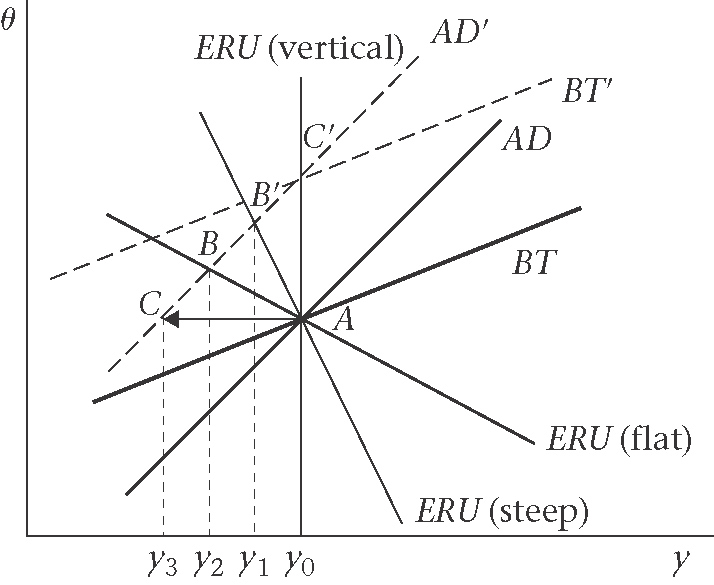 θ
ERU (vertical)
AD′
BT′
C′
AD
B′
B
BT
C
A
ERU (flat)
ERU (steep)
y3 y2 y1 y0 y